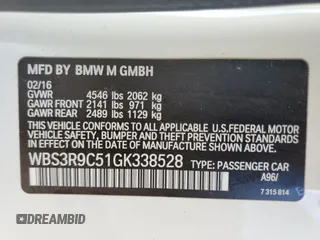 MFD BY BMW M GMBH
02/16
GVWR 4546 lbs 2062 kg
GAWR FRONT 2141 lbs 971 kg
GAWR REAR 2489 lbs 1129 kg
THIS VEHICLE CONFORMS TO ALL APPLICABLE U.S. FEDERAL MOTOR
VEHICLE SAFETY, BUMPER, AND THEFT PREVENTION STANDARDS IN
EFFECT ON THE DATE OF MANUFACTURE SHOWN ABOVE.
WBS3R9C51GK338528 TYPE: PASSENGER CAR
A96/
7 315 814
AUTOHELPERBOT.COM